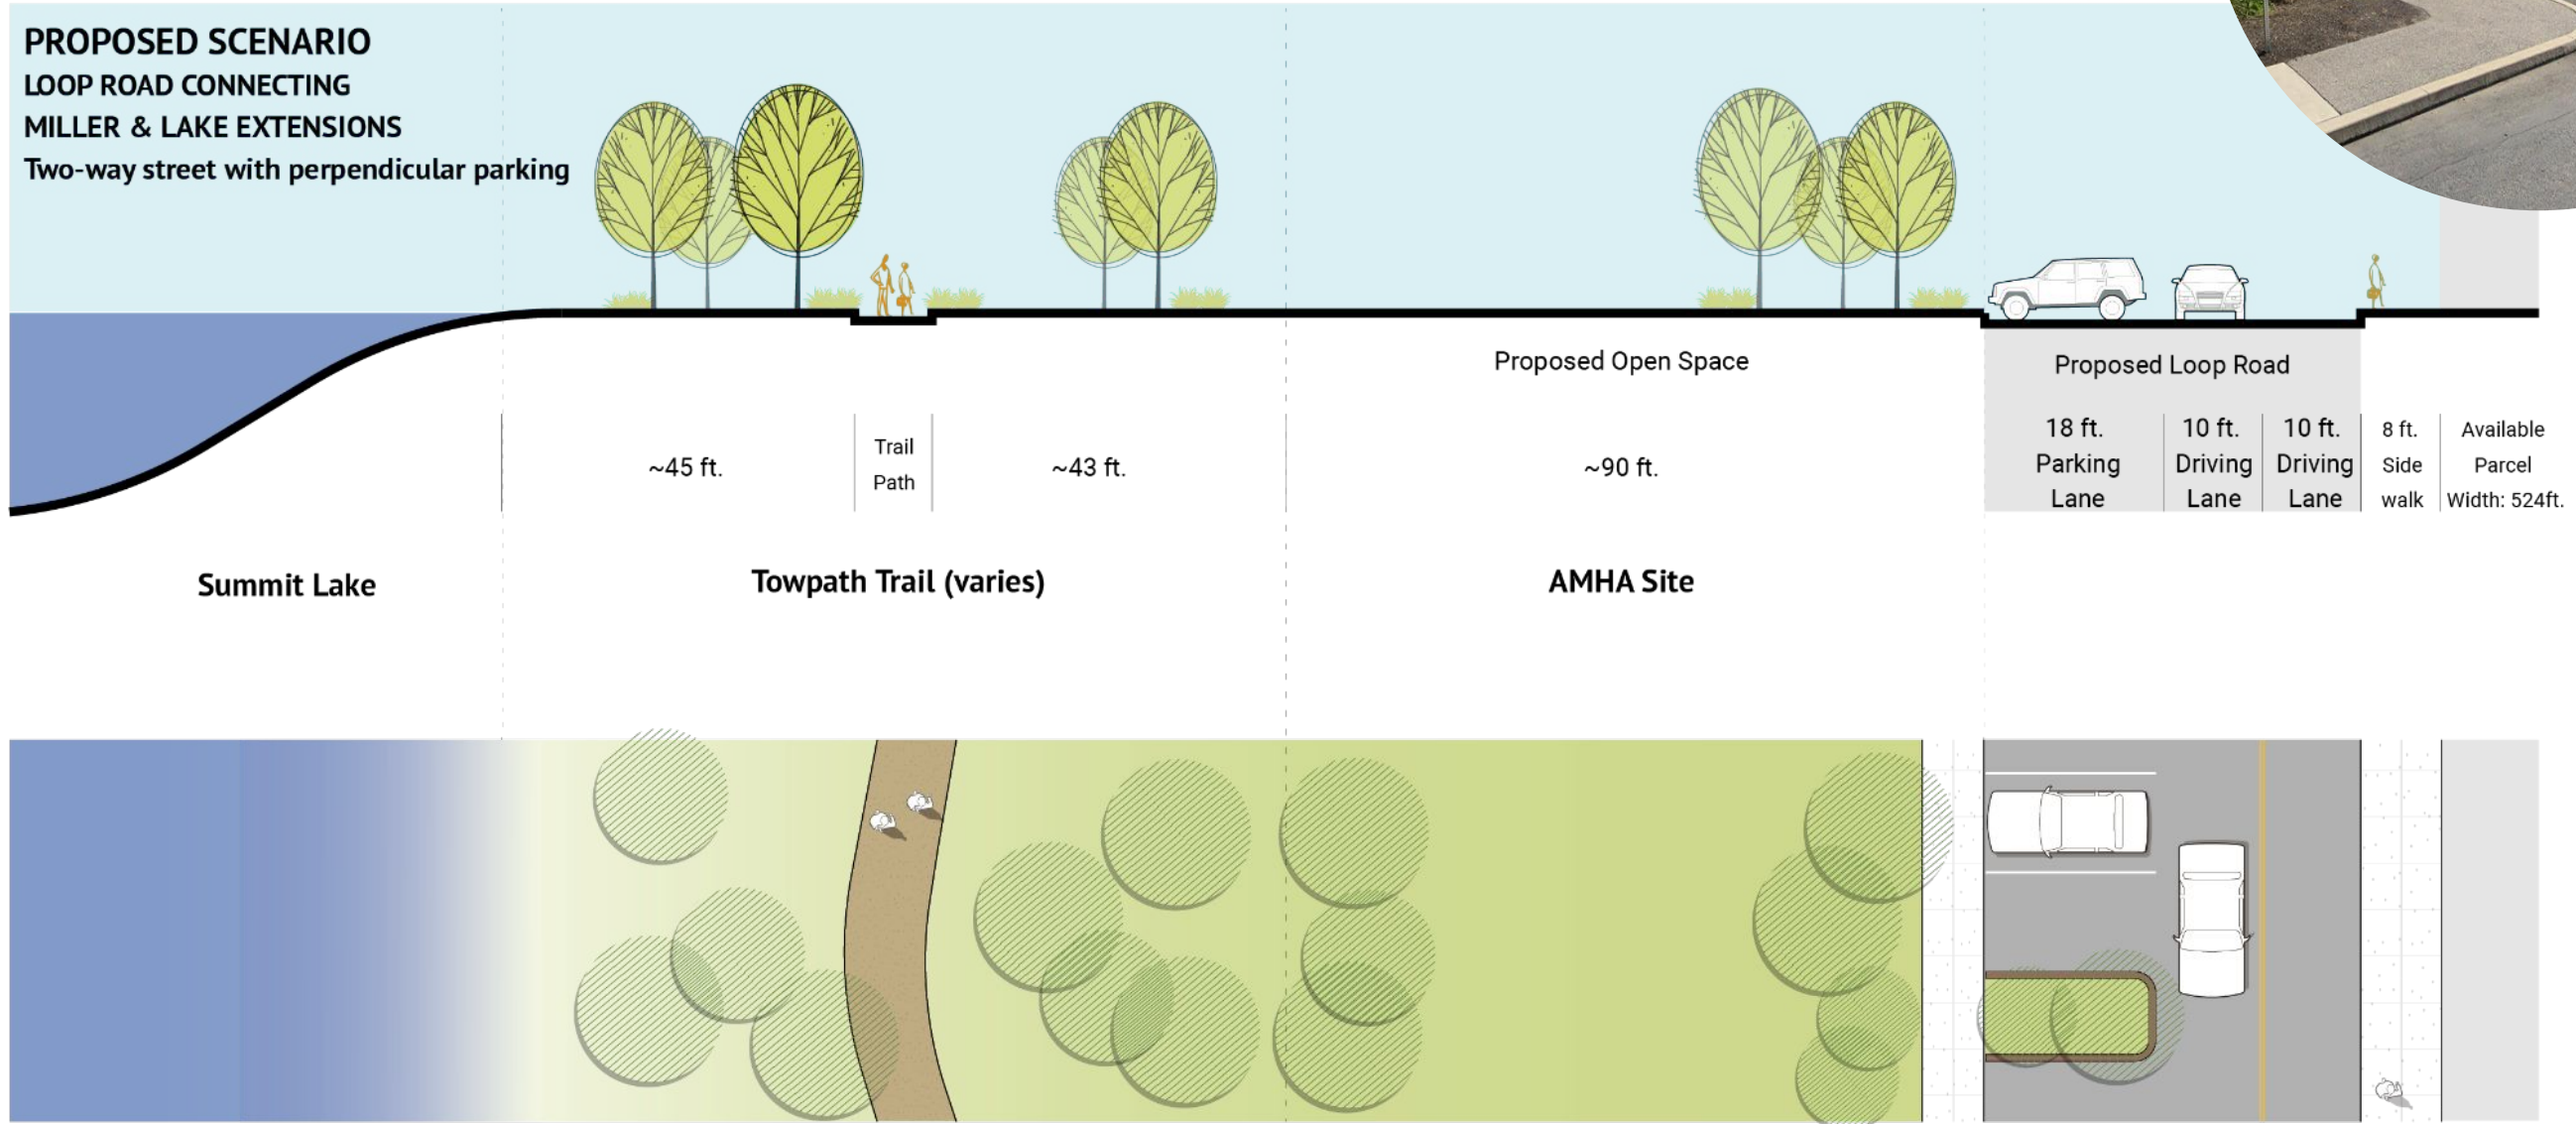 PROPOSED SCENARIO
LOOP ROAD CONNECTING
MILLER & LAKE EXTENSIONS
Two-way street with perpendicular parking
Proposed Open Space
Proposed Loop Road
~45 ft.
Trail
Path
~43 ft.
~90 ft.
18 ft.
Parking
Lane
10 ft.
Driving
Lane
10 ft.
Driving
Lane
8 ft.
Side
walk
Available
Parcel
Width: 524ft.
Summit Lake
Towpath Trail (varies)
AMHA Site